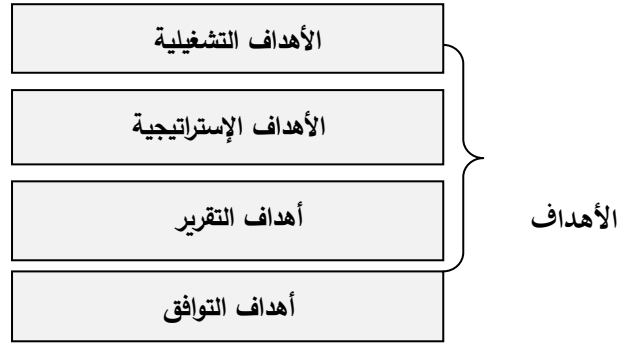 الأهداف التشغيلية
الأهداف الإستراتيجية
أهداف التقرير
الأهداف
أهداف التوافق